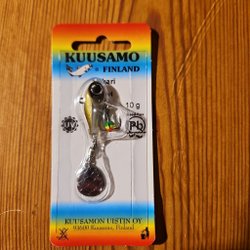 KUUSAMO
FINLAND
10 g
Pb
KUUSAMON UISTIN OY
93600 Kuusamo, Finland